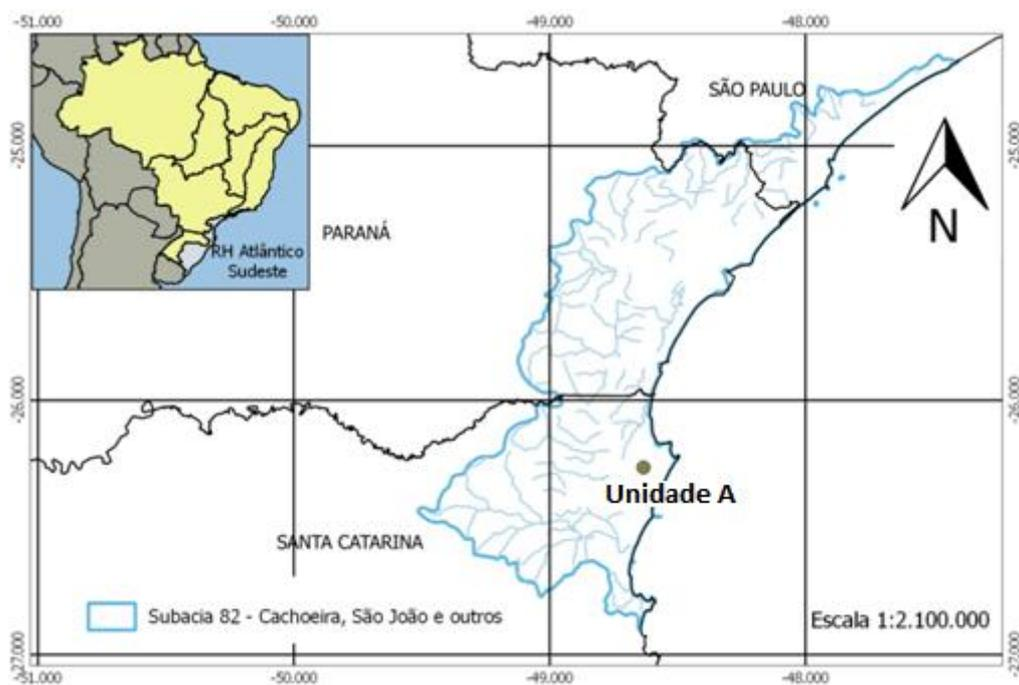 -51.000
-50.000
-49.000
-48.000
SÃO PAULO
-25.000
-25.000
PARANÁ
RH Atlântico
Sudeste
N
-26.000
-26.000
Unidade A
SANTA CATARINA
Subacia 82 - Cachoeira, São João e outros
Escala 1:2.100.000
-27.000
-27.000
-51.000
-50.000
-49.000
-48.000